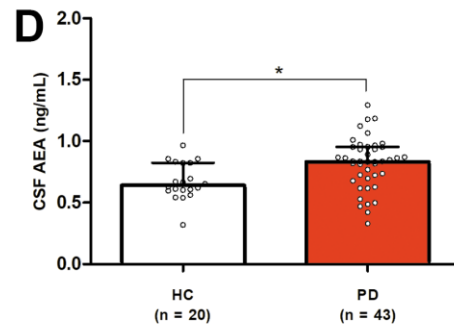 D
CSF AEA (ng/mL)
2.0
1.5
1.0
0.5
0.0
*
HC
(n = 20)
PD
(n = 43)